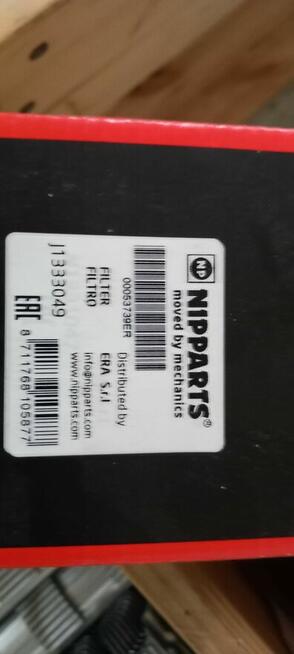 NP
NIPPARTS®
moved by mechanics
00053739ER
Distributed by
FILTER
FILTRO
ERA S.r.l
info@nipparts.com
www.nipparts.com
J1333049
EAC
8 711768 105877